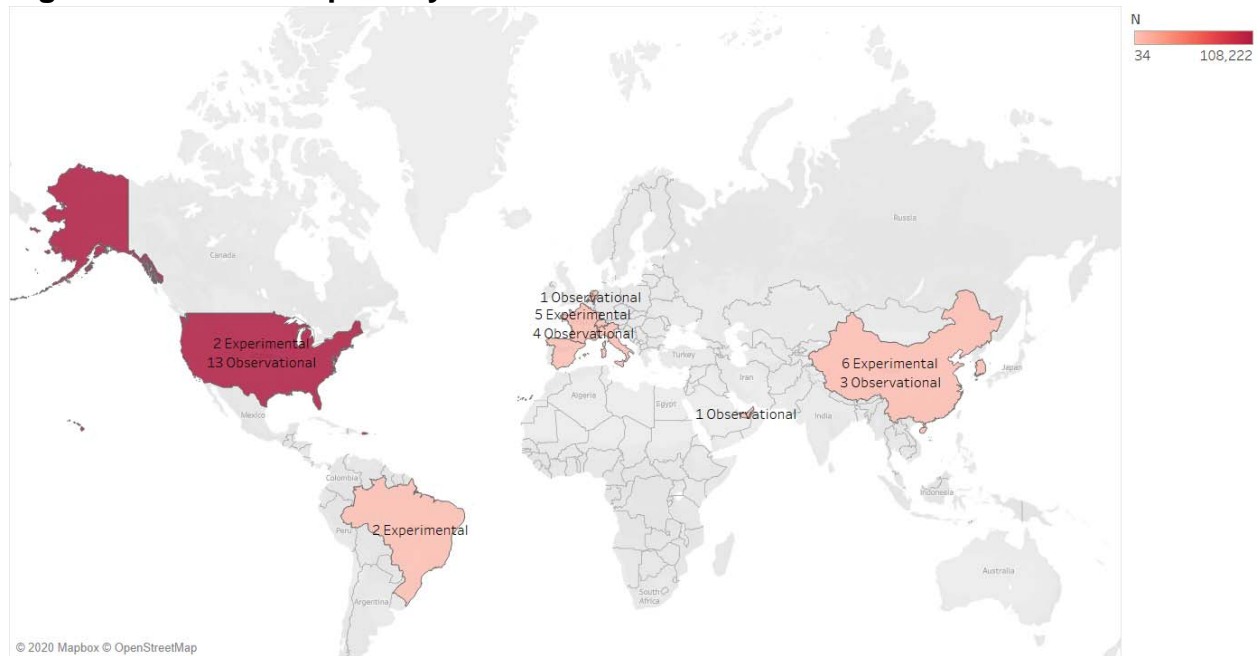 N
34 108,222
Russia
Canada
1 Observational
5 Experimental
4 Observational
2 Experimental
13 Observational
Turkey
6 Experimental
3 Observational
Japan
Iran
Algeria
Egypt
Mexico
1 Observational
India
Colombia
Indonesia
2 Experimental
Peru
Australia
South
Africa
Argentina
© 2020 Mapbox © OpenStreetMap